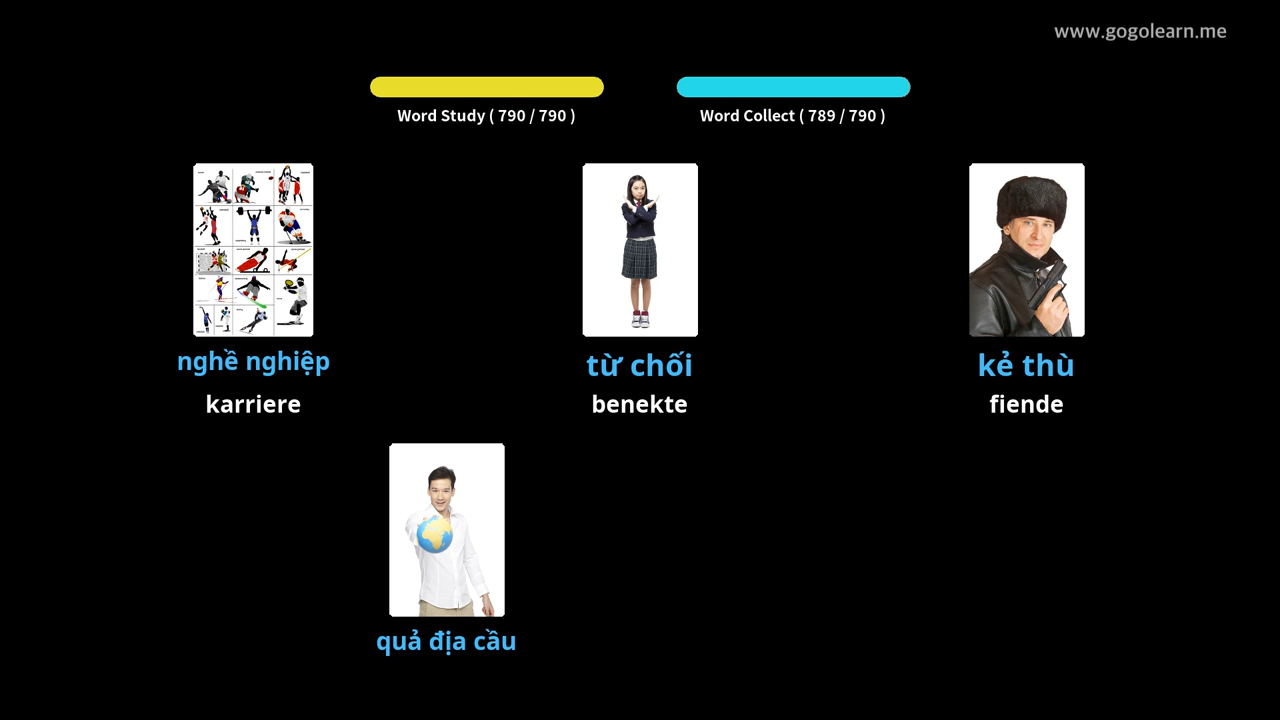 www.gogolearn.me
Word Study ( 790 / 790 )
Word Collect ( 789 / 790 )
nghề nghiệp
karriere
từ chối
benekte
kẻ thù
fiende
quả địa cầu